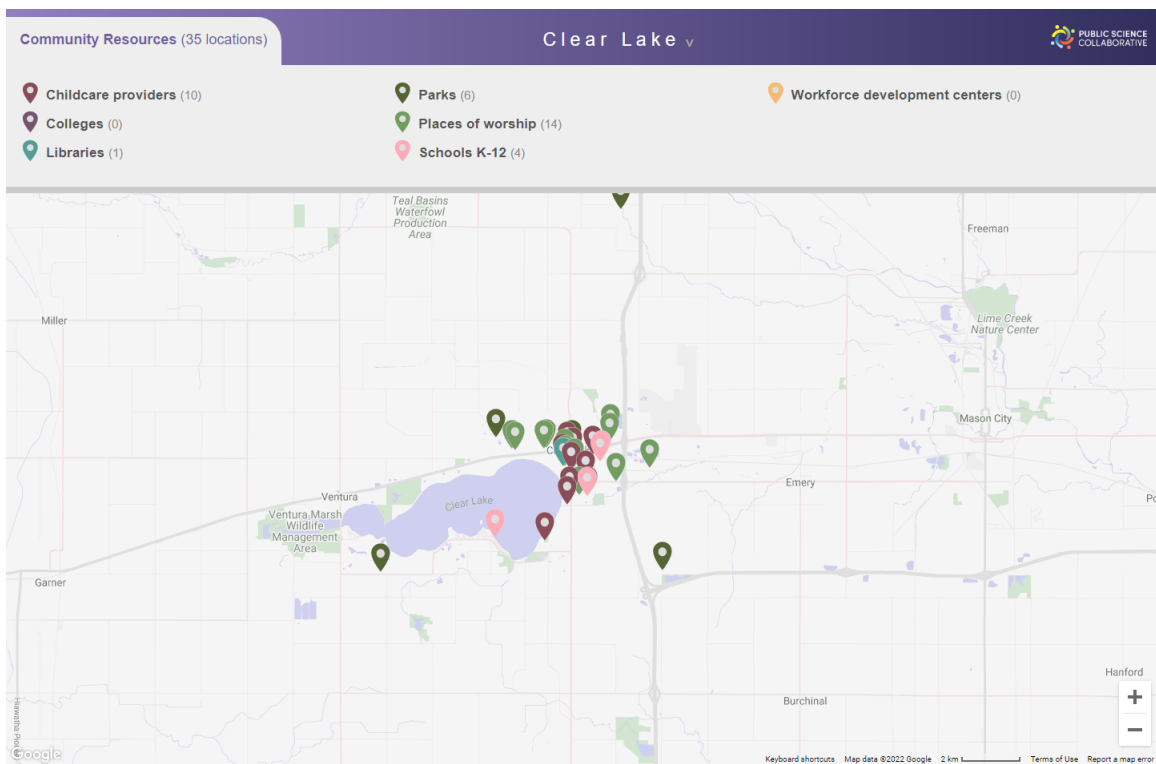 Community Resources (35 locations)
Clear Lake v
PUBLIC SCIENCE
COLLABORATIVE
Childcare providers (10)
Colleges (0)
Libraries (1)
Parks (6)
Places of worship (14)
Schools K-12 (4)
Workforce development centers (0)
Teal Basins
Waterfowl
Production
Area
Freeman
Miller
Lime Creek
Nature Center
Mason City
Emery
Ventura
Clear Lake
Ventura Marsh
Wildlife
Management
Area
Garner
Hanford
Burchinal
+
−
Google
Keyboard shortcuts Map data ©2022 Google 2 km Terms of Use Report a map error